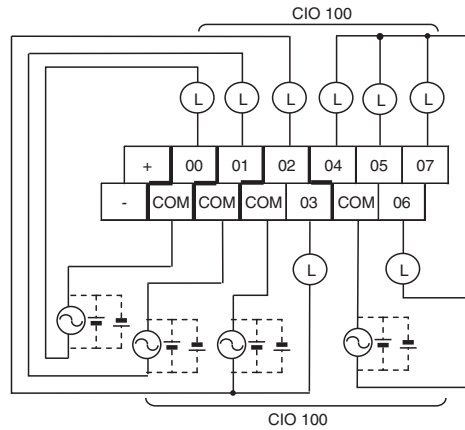 CIO 100
L L L L L L
+ 00 01 02 04 05 07
- COM COM COM 03 COM 06
L L
CIO 100